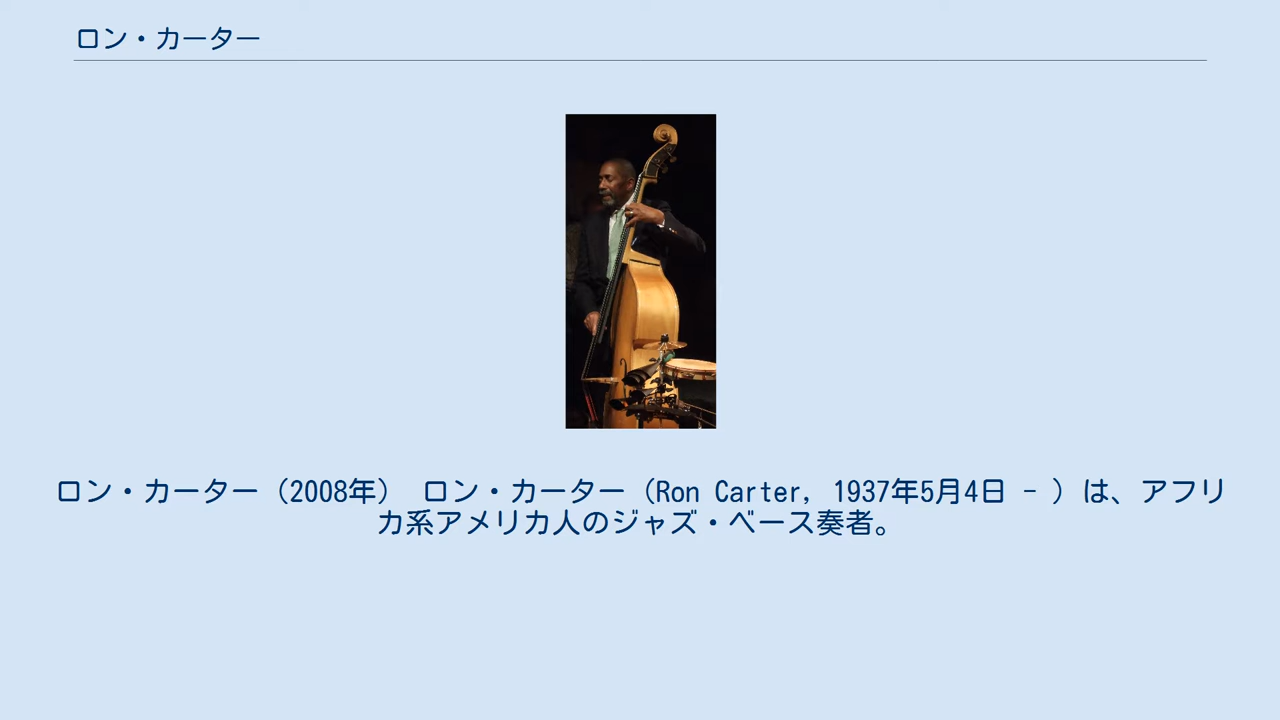 ロン・カーター
ロン・カーター（2008年） ロン・カーター（Ron Carter, 1937年5月4日 - ）は、アフリ
カ系アメリカ人のジャズ・ベース奏者。